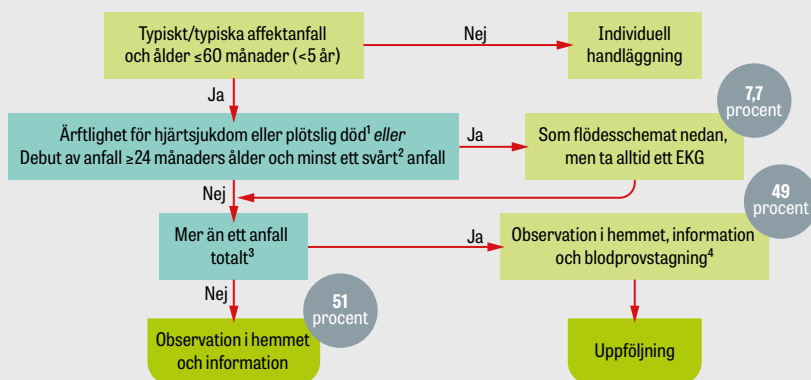 Typiskt/typiska affektanfall
och ålder ≤60 månader (<5 år)
Nej
Individuell
handläggning
Ja
7,7
procent
Ärftlighet för hjärtsjukdom eller plötslig död¹ eller
Debut av anfall ≥24 månaders ålder och minst ett svårt² anfall
Ja
Som flödesschemat nedan,
men ta alltid ett EKG
Nej
49
procent
Mer än ett anfall
totalt³
Ja
Observation i hemmet, information
och blodprovstagning⁴
Nej
51
procent
Observation i hemmet
och information
Uppföljning